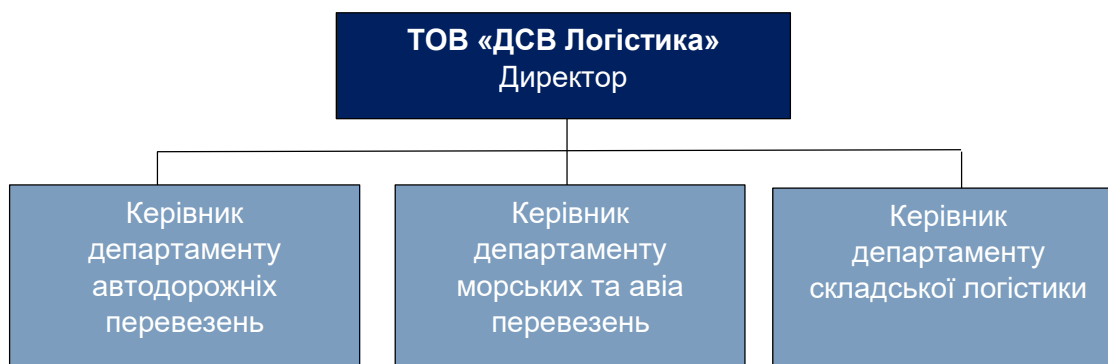 ТОВ «ДСВ Логістика»
Директор
Керівник
департаменту
автодорожніх
перевезень
Керівник
департаменту
морських та авіа
перевезень
Керівник
департаменту
складської логістики